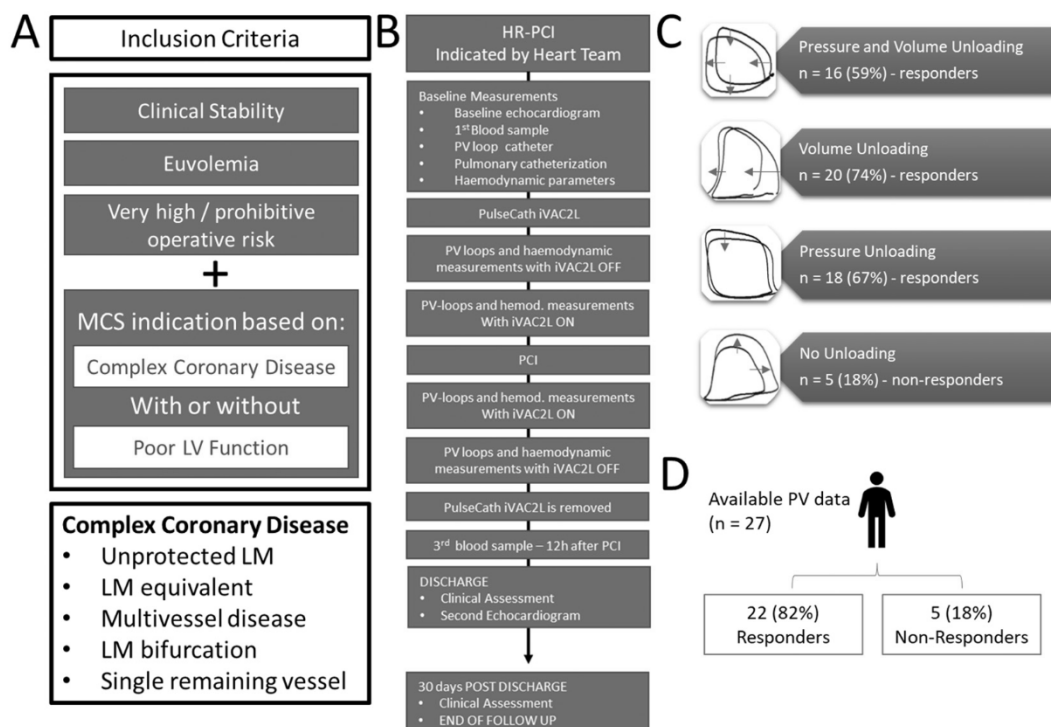 A
Inclusion Criteria
Clinical Stability
Euvolemia
Very high / prohibitive
operative risk
+
MCS indication based on:
Complex Coronary Disease
With or without
Poor LV Function
Complex Coronary Disease
• Unprotected LM
• LM equivalent
• Multivessel disease
• LM bifurcation
• Single remaining vessel
B
HR-PCI
Indicated by Heart Team
Baseline Measurements
• Baseline echocardiogram
• 1st Blood sample
• PV loop catheter
• Pulmonary catheterization
• Haemodynamic parameters
PulseCath iVAC2L
PV loops and haemodynamic
measurements with iVAC2L OFF
PV-loops and hemod. measurements
With iVAC2L ON
PCI
PV-loops and hemod. measurements
With iVAC2L ON
PV loops and haemodynamic
measurements with iVAC2L OFF
PulseCath iVAC2L is removed
3rd blood sample – 12h after PCI
DISCHARGE
• Clinical Assessment
• Second Echocardiogram
30 days POST DISCHARGE
• Clinical Assessment
• END OF FOLLOW UP
C
Pressure and Volume Unloading
n = 16 (59%) - responders
Volume Unloading
n = 20 (74%) - responders
Pressure Unloading
n = 18 (67%) - responders
No Unloading
n = 5 (18%) - non-responders
D
Available PV data
(n = 27)
22 (82%)
Responders
5 (18%)
Non-Responders